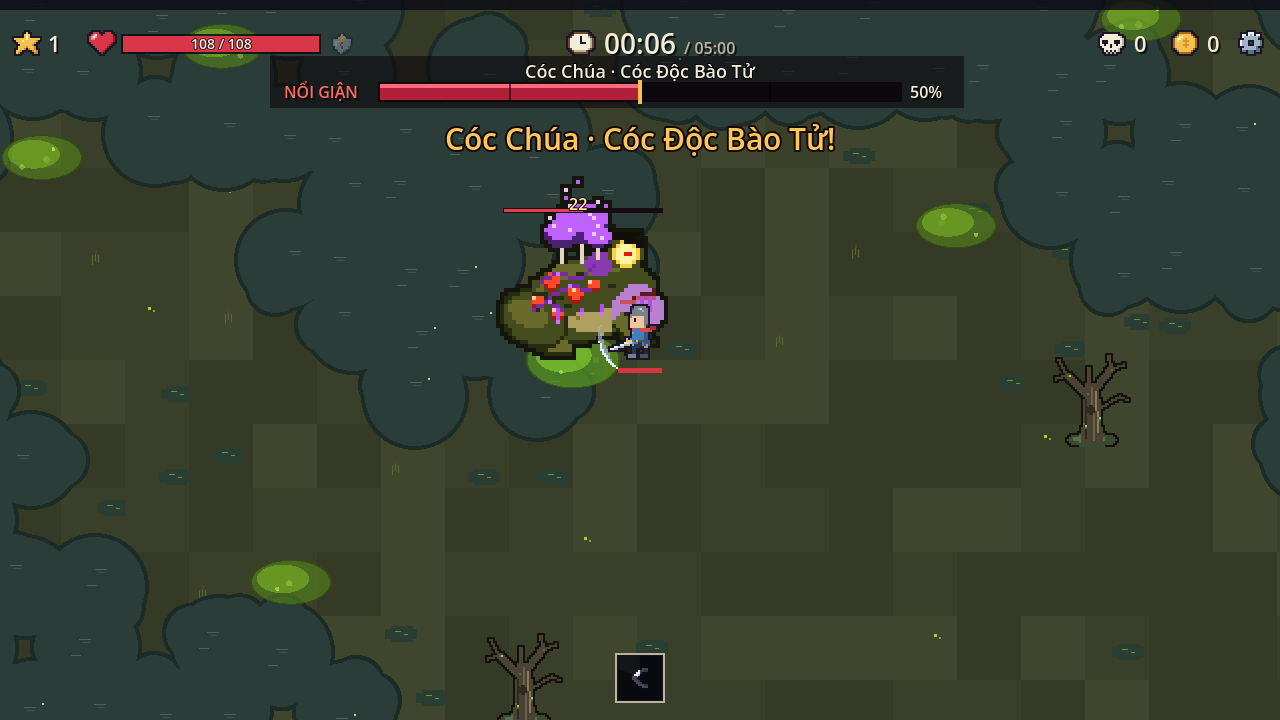 1
108 / 108
00:06 / 05:00
0
0
Cóc Chúa · Cóc Độc Bào Tử
NỔI GIẬN
50%
Cóc Chúa · Cóc Độc Bào Tử!
22